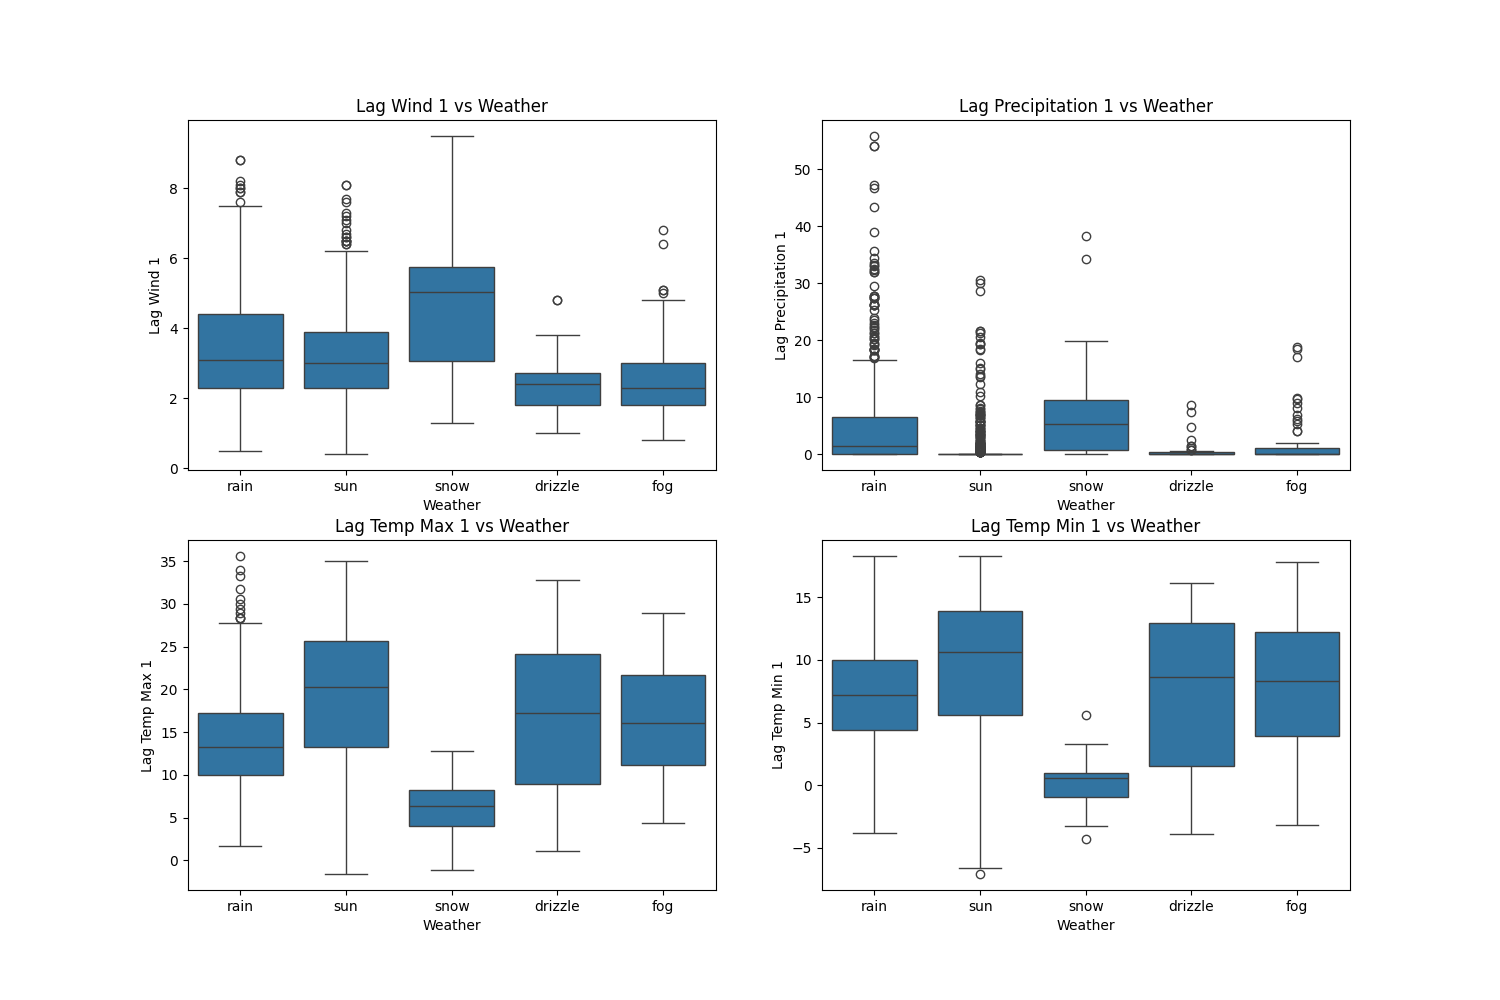 Lag Wind 1 vs Weather
8
6
4
2
0
Lag Wind 1
rain sun snow drizzle fog
Weather
Lag Precipitation 1 vs Weather
50
40
30
20
10
0
Lag Precipitation 1
rain sun snow drizzle fog
Weather
Lag Temp Max 1 vs Weather
35
30
25
20
15
10
5
0
Lag Temp Max 1
rain sun snow drizzle fog
Weather
Lag Temp Min 1 vs Weather
15
10
5
0
−5
Lag Temp Min 1
rain sun snow drizzle fog
Weather